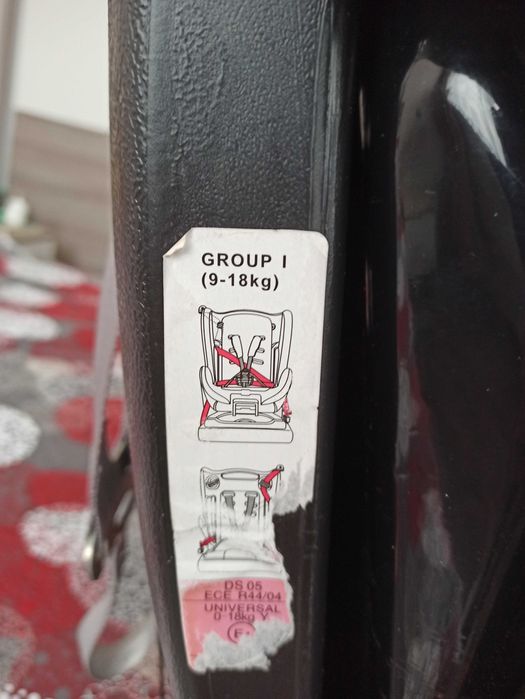 GROUP I
(9-18kg)
DS 05
ECE R44/04
UNIVERSAL
0-18kg Y
E